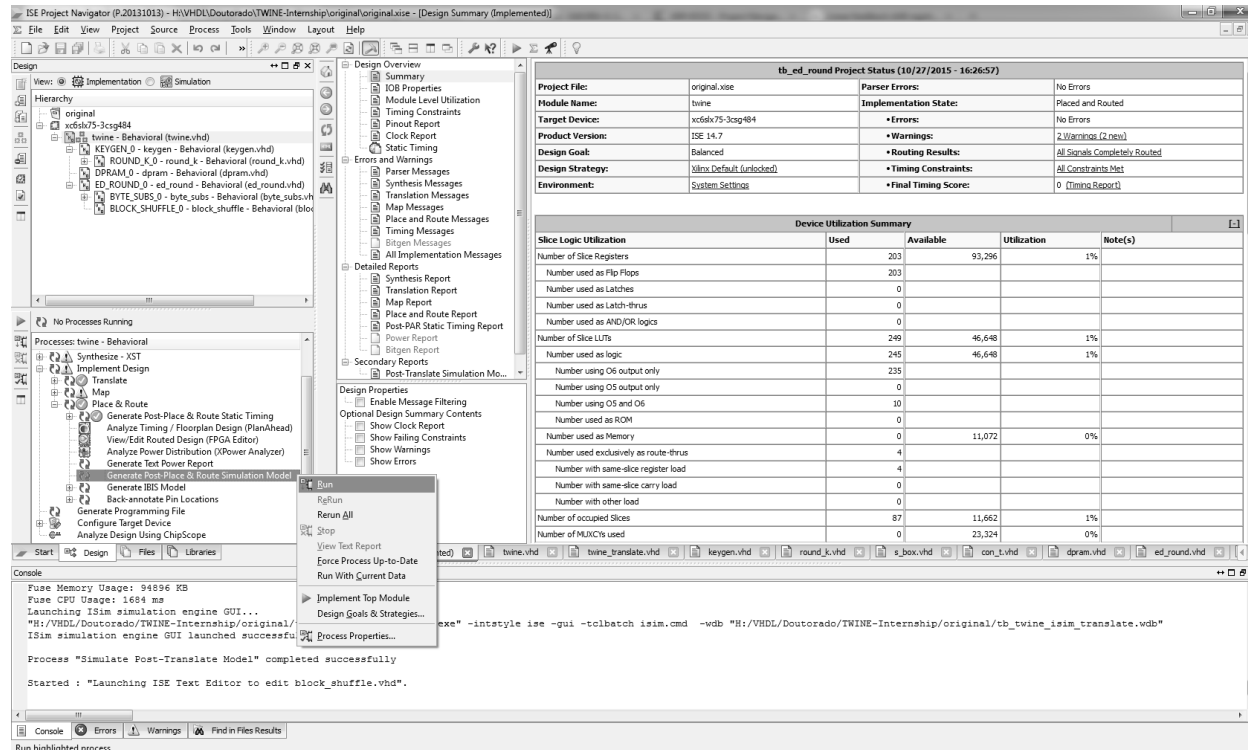 ISE Project Navigator (P.20131013) - H:\VHDL\Doutorado\TWINE-Internship\original\original.xise - [Design Summary (Implemented)]
File Edit View Project Source Process Tools Window Layout Help
Design
View: Implementation Simulation
Hierarchy
original
xc6slx75-3csg484
twine - Behavioral (twine.vhd)
KEYGEN_0 - keygen - Behavioral (keygen.vhd)
ROUND_K_0 - round_k - Behavioral (round_k.vhd)
DPRAM_0 - dpram - Behavioral (dpram.vhd)
ED_ROUND_0 - ed_round - Behavioral (ed_round.vhd)
BYTE_SUBS_0 - byte_subs - Behavioral (byte_subs.vh
BLOCK_SHUFFLE_0 - block_shuffle - Behavioral (bloc
No Processes Running
Processes: twine - Behavioral
Synthesize - XST
Implement Design
Translate
Map
Place & Route
Generate Post-Place & Route Static Timing
Analyze Timing / Floorplan Design (PlanAhead)
View/Edit Routed Design (FPGA Editor)
Analyze Power Distribution (XPower Analyzer)
Generate Text Power Report
Generate Post-Place & Route Simulation Model
Generate IBIS Model
Back-annotate Pin Locations
Generate Programming File
Configure Target Device
Analyze Design Using ChipScope
Start Design Files Libraries
Design Overview
Summary
IOB Properties
Module Level Utilization
Timing Constraints
Pinout Report
Clock Report
Static Timing
Errors and Warnings
Parser Messages
Synthesis Messages
Translation Messages
Map Messages
Place and Route Messages
Timing Messages
Bitgen Messages
All Implementation Messages
Detailed Reports
Synthesis Report
Translation Report
Map Report
Place and Route Report
Post-PAR Static Timing Report
Power Report
Bitgen Report
Secondary Reports
Post-Translate Simulation Mo...
Design Properties
Enable Message Filtering
Optional Design Summary Contents
Show Clock Report
Show Failing Constraints
Show Warnings
Show Errors
Run
ReRun
Rerun All
Stop
View Text Report
Force Process Up-to-Date
Run With Current Data
Implement Top Module
Design Goals & Strategies...
Process Properties...
tb_ed_round Project Status (10/27/2015 - 16:26:57)
Project File: original.xise Parser Errors: No Errors
Module Name: twine Implementation State: Placed and Routed
Target Device: xc6slx75-3csg484 •Errors: No Errors
Product Version: ISE 14.7 •Warnings: 2 Warnings (2 new)
Design Goal: Balanced •Routing Results: All Signals Completely Routed
Design Strategy: Xilinx Default (unlocked) •Timing Constraints: All Constraints Met
Environment: System Settings •Final Timing Score: 0 (Timing Report)
Device Utilization Summary [-]
Slice Logic Utilization Used Available Utilization Note(s)
Number of Slice Registers 203 93,296 1%
Number used as Flip Flops 203
Number used as Latches 0
Number used as Latch-thrus 0
Number used as AND/OR logics 0
Number of Slice LUTs 249 46,648 1%
Number used as logic 245 46,648 1%
Number using O6 output only 235
Number using O5 output only 0
Number using O5 and O6 10
Number used as ROM 0
Number used as Memory 0 11,072 0%
Number used exclusively as route-thrus 4
Number with same-slice register load 4
Number with same-slice carry load 0
Number with other load 0
Number of occupied Slices 87 11,662 1%
Number of MUXCYs used 0 23,324 0%
nted) twine.vhd twine_translate.vhd keygen.vhd round_k.vhd s_box.vhd con_t.vhd dpram.vhd ed_round.vhd
Console
Fuse Memory Usage: 94896 KB
Fuse CPU Usage: 1684 ms
Launching ISim simulation engine GUI...
"H:/VHDL/Doutorado/TWINE-Internship/original/ exe" -intstyle ise -gui -tclbatch isim.cmd -wdb "H:/VHDL/Doutorado/TWINE-Internship/original/tb_twine_isim_translate.wdb"
ISim simulation engine GUI launched successfu
Process "Simulate Post-Translate Model" completed successfully
Started : "Launching ISE Text Editor to edit block_shuffle.vhd".
Console Errors Warnings Find in Files Results
Run highlighted process